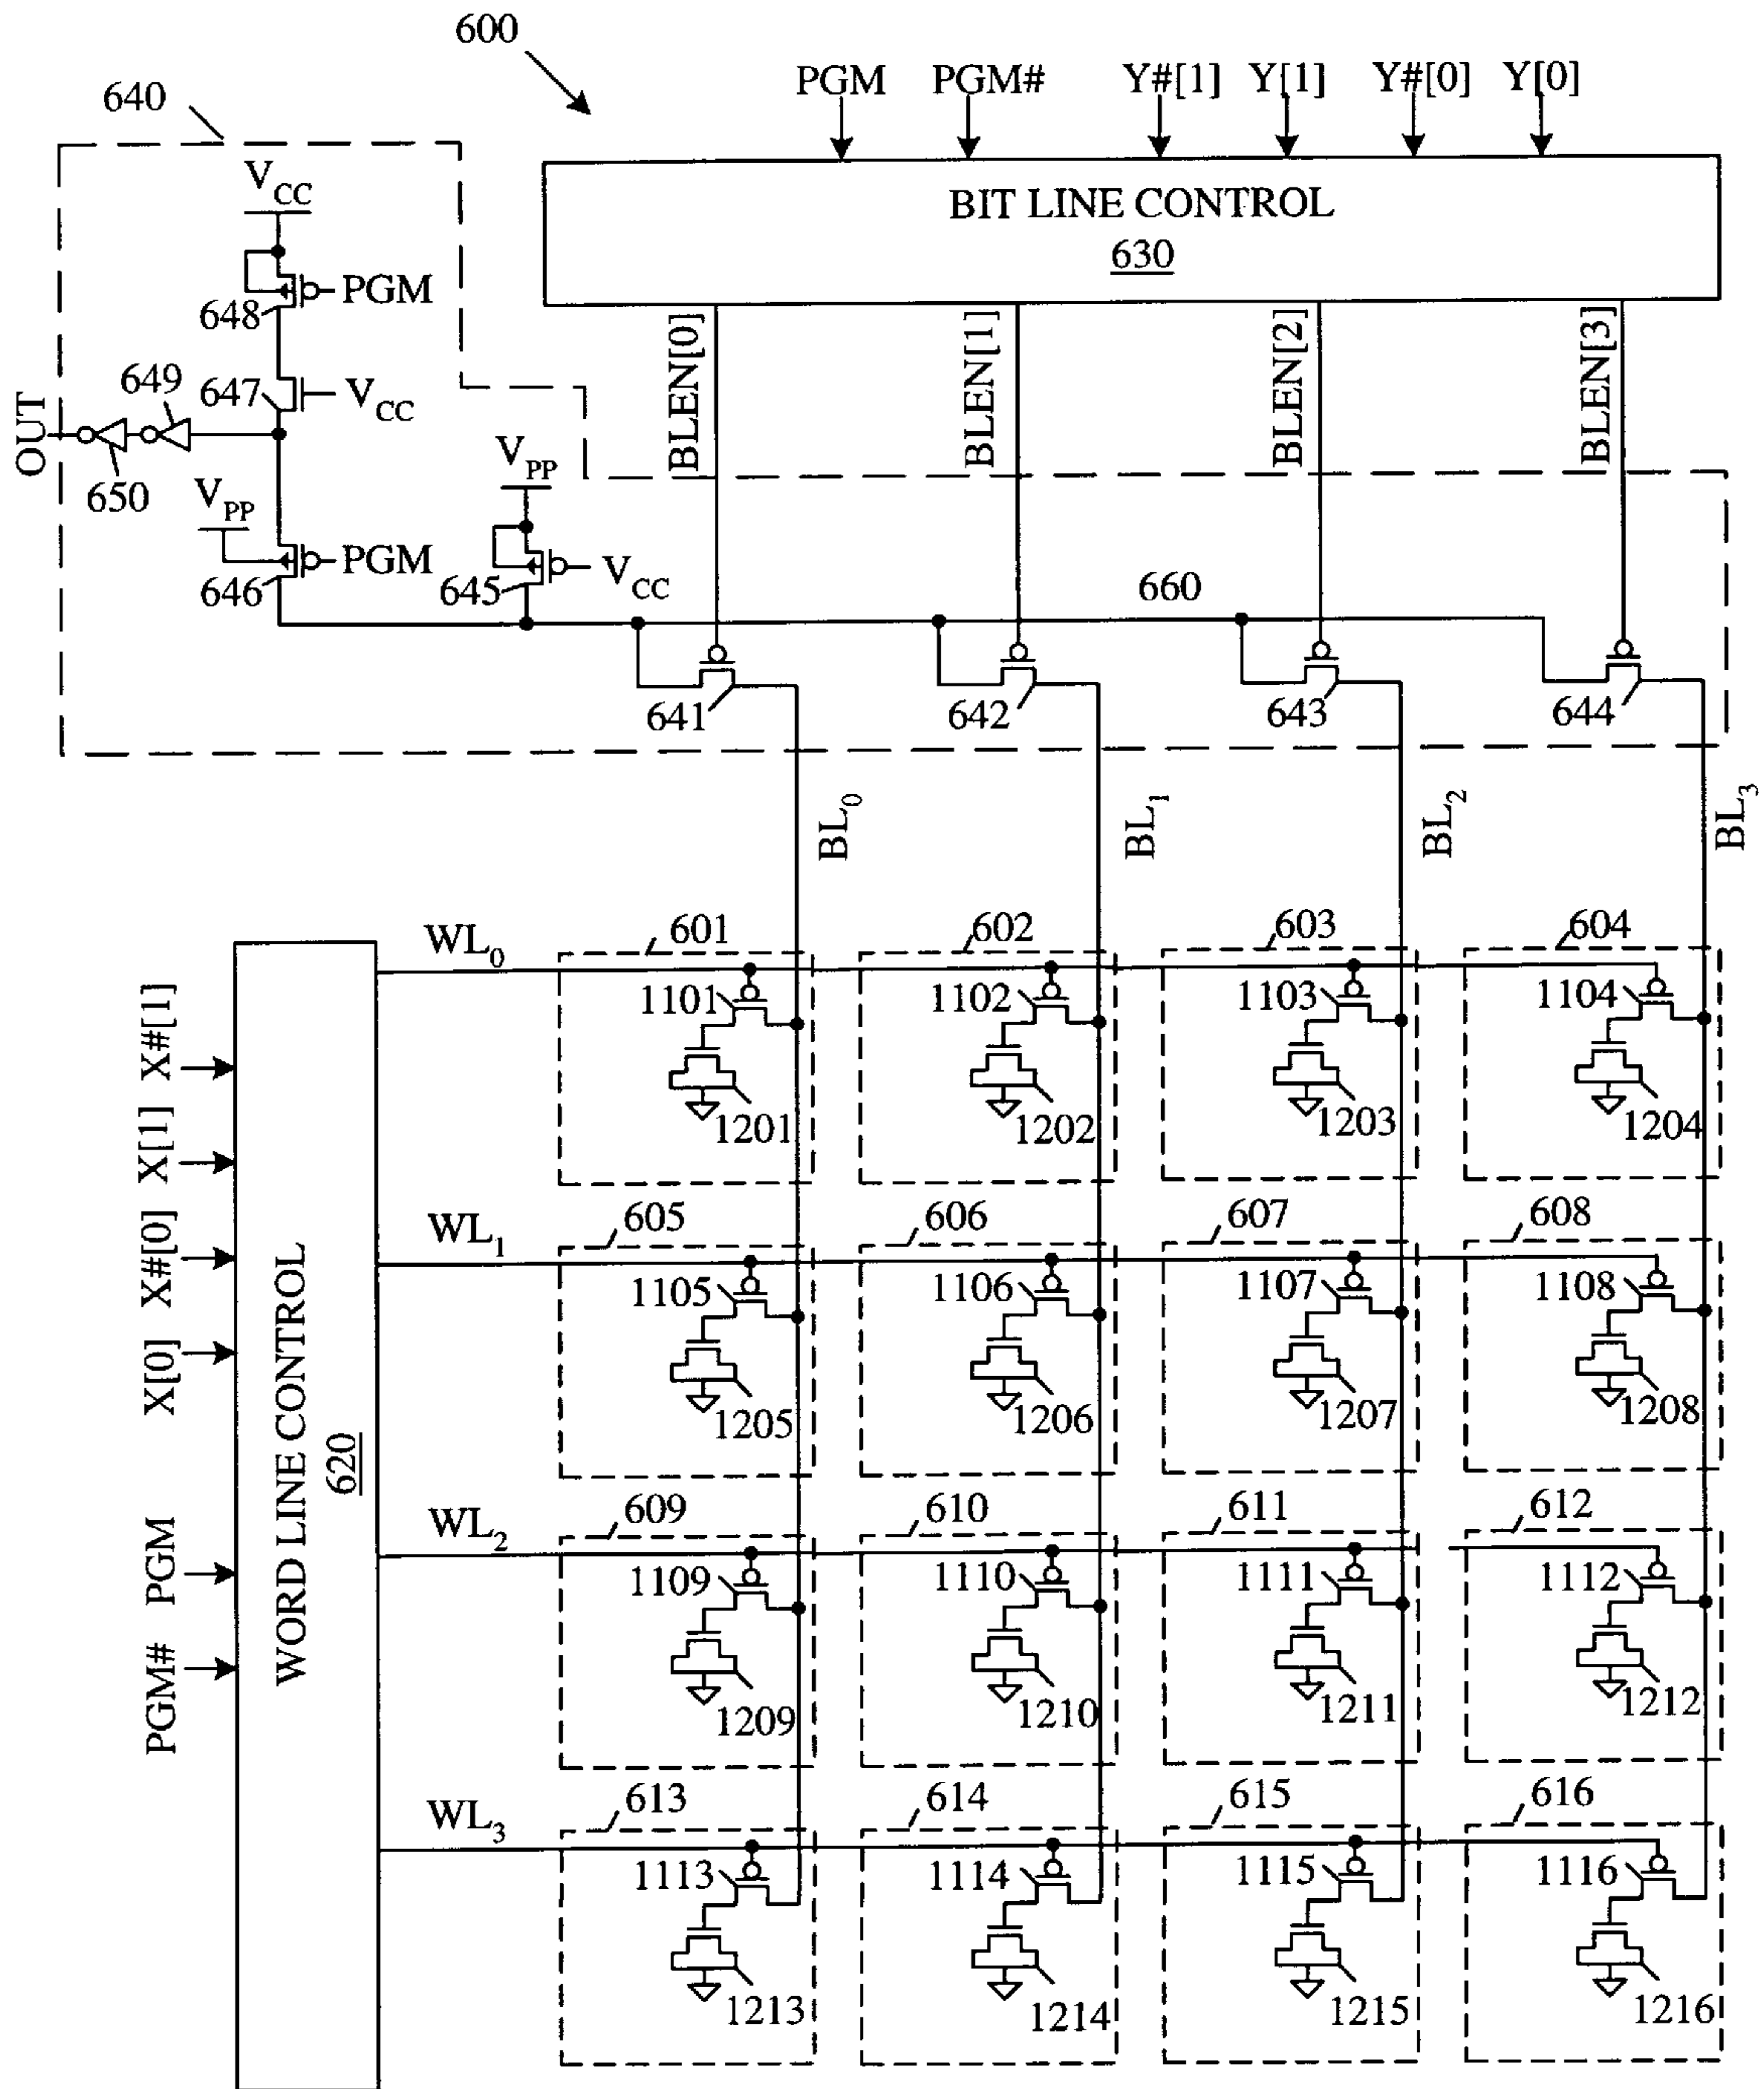 600
640
PGM PGM# Y#[1] Y[1] Y#[0] Y[0]
BIT LINE CONTROL
630
VCC
PGM
648
649
647
VCC
OUT
650
VPP
PGM
646
VPP
645
VCC
BLEN[0] BLEN[1] BLEN[2] BLEN[3]
660
641 642 643 644
BL0 BL1 BL2 BL3
WL0 601 602 603 604
1101 1102 1103 1104
1201 1202 1203 1204
WL1 605 606 607 608
1105 1106 1107 1108
1205 1206 1207 1208
WL2 609 610 611 612
1109 1110 1111 1112
1209 1210 1211 1212
WL3 613 614 615 616
1113 1114 1115 1116
1213 1214 1215 1216
X#[1]
X[1]
X#[0]
X[0]
PGM
PGM#
WORD LINE CONTROL
620